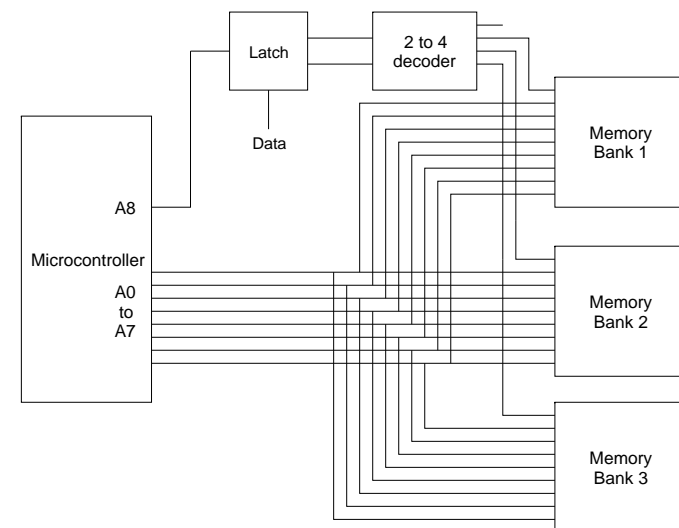 Latch
2 to 4
decoder
Data
Memory
Bank 1
A8
Microcontroller
A0
to
A7
Memory
Bank 2
Memory
Bank 3